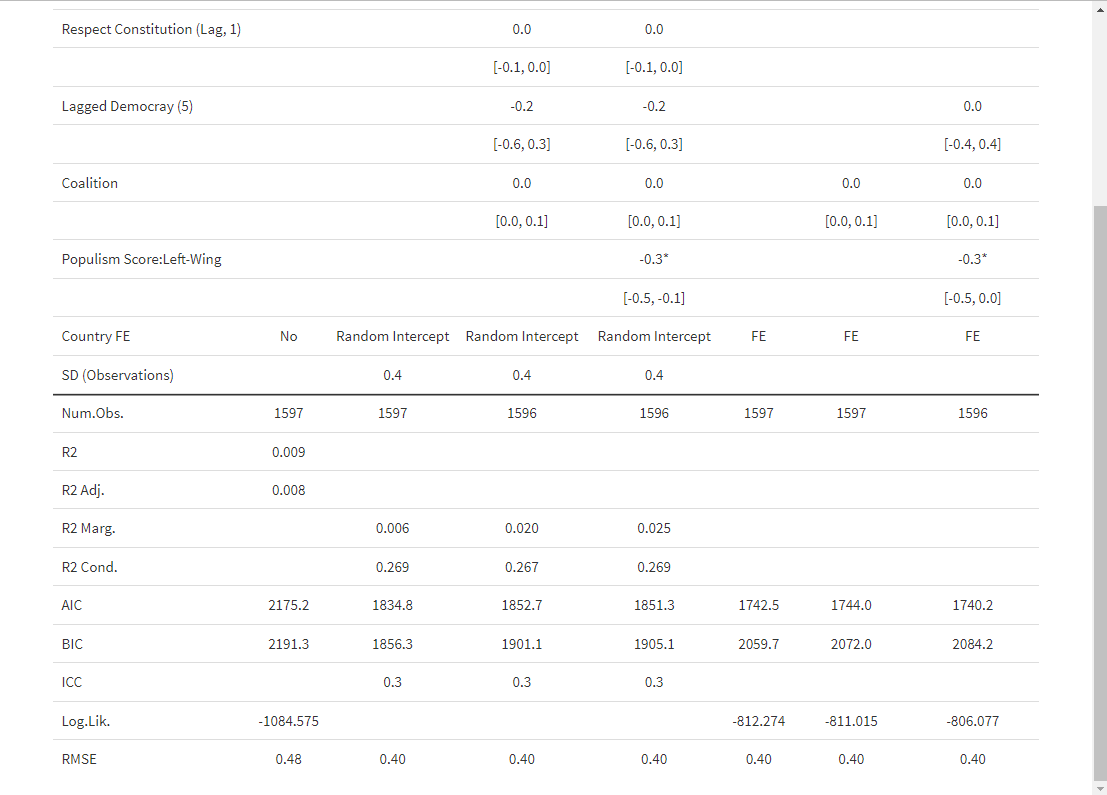 Respect Constitution (Lag, 1) 0.0 0.0
[-0.1, 0.0] [-0.1, 0.0]
Lagged Democray (5) -0.2 -0.2 0.0
[-0.6, 0.3] [-0.6, 0.3] [-0.4, 0.4]
Coalition 0.0 0.0 0.0 0.0
[0.0, 0.1] [0.0, 0.1] [0.0, 0.1] [0.0, 0.1]
Populism Score:Left-Wing -0.3* -0.3*
[-0.5, -0.1] [-0.5, 0.0]
Country FE No Random Intercept Random Intercept Random Intercept FE FE FE
SD (Observations) 0.4 0.4 0.4
Num.Obs. 1597 1597 1596 1596 1597 1597 1596
R2 0.009
R2 Adj. 0.008
R2 Marg. 0.006 0.020 0.025
R2 Cond. 0.269 0.267 0.269
AIC 2175.2 1834.8 1852.7 1851.3 1742.5 1744.0 1740.2
BIC 2191.3 1856.3 1901.1 1905.1 2059.7 2072.0 2084.2
ICC 0.3 0.3 0.3
Log.Lik. -1084.575 -812.274 -811.015 -806.077
RMSE 0.48 0.40 0.40 0.40 0.40 0.40 0.40